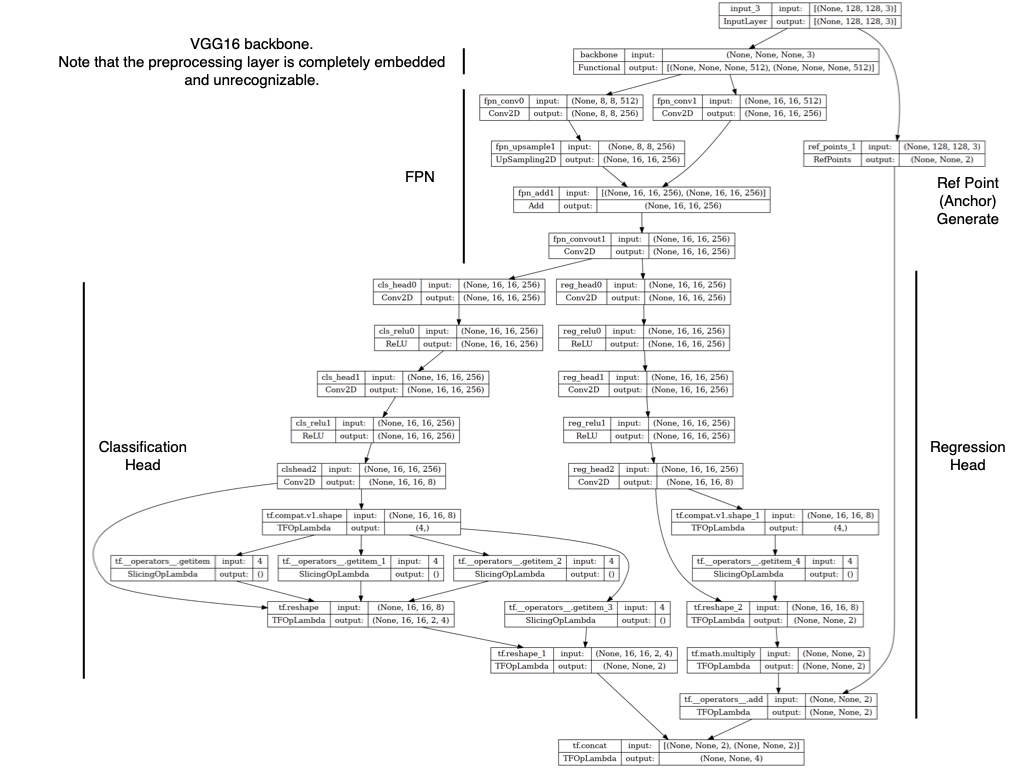 input_3 input: [(None, 128, 128, 3)]
InputLayer output: [(None, 128, 128, 3)]
VGG16 backbone.
Note that the preprocessing layer is completely embedded
and unrecognizable.
backbone input: (None, None, None, 3)
Functional output: [(None, None, None, 512), (None, None, None, 512)]
fpn_conv0 input: (None, 8, 8, 512)
Conv2D output: (None, 8, 8, 256)
fpn_conv1 input: (None, 16, 16, 512)
Conv2D output: (None, 16, 16, 256)
fpn_upsample1 input: (None, 8, 8, 256)
UpSampling2D output: (None, 16, 16, 256)
ref_points_1 input: (None, 128, 128, 3)
RefPoints output: (None, None, 2)
FPN
Ref Point
(Anchor)
Generate
fpn_add1 input: [(None, 16, 16, 256), (None, 16, 16, 256)]
Add output: (None, 16, 16, 256)
fpn_convout1 input: (None, 16, 16, 256)
Conv2D output: (None, 16, 16, 256)
cls_head0 input: (None, 16, 16, 256)
Conv2D output: (None, 16, 16, 256)
reg_head0 input: (None, 16, 16, 256)
Conv2D output: (None, 16, 16, 256)
cls_relu0 input: (None, 16, 16, 256)
ReLU output: (None, 16, 16, 256)
reg_relu0 input: (None, 16, 16, 256)
ReLU output: (None, 16, 16, 256)
cls_head1 input: (None, 16, 16, 256)
Conv2D output: (None, 16, 16, 256)
reg_head1 input: (None, 16, 16, 256)
Conv2D output: (None, 16, 16, 256)
cls_relu1 input: (None, 16, 16, 256)
ReLU output: (None, 16, 16, 256)
reg_relu1 input: (None, 16, 16, 256)
ReLU output: (None, 16, 16, 256)
Classification
Head
Regression
Head
clshead2 input: (None, 16, 16, 256)
Conv2D output: (None, 16, 16, 8)
reg_head2 input: (None, 16, 16, 256)
Conv2D output: (None, 16, 16, 8)
tf.compat.v1.shape input: (None, 16, 16, 8)
TFOpLambda output: (4,)
tf.compat.v1.shape_1 input: (None, 16, 16, 8)
TFOpLambda output: (4,)
tf.__operators__.getitem input: 4
SlicingOpLambda output: ()
tf.__operators__.getitem_1 input: 4
SlicingOpLambda output: ()
tf.__operators__.getitem_2 input: 4
SlicingOpLambda output: ()
tf.__operators__.getitem_4 input: 4
SlicingOpLambda output: ()
tf.reshape input: (None, 16, 16, 8)
TFOpLambda output: (None, 16, 16, 2, 4)
tf.__operators__.getitem_3 input: 4
SlicingOpLambda output: ()
tf.reshape_2 input: (None, 16, 16, 8)
TFOpLambda output: (None, None, 2)
tf.reshape_1 input: (None, 16, 16, 2, 4)
TFOpLambda output: (None, None, 2)
tf.math.multiply input: (None, None, 2)
TFOpLambda output: (None, None, 2)
tf.__operators__.add input: (None, None, 2)
TFOpLambda output: (None, None, 2)
tf.concat input: [(None, None, 2), (None, None, 2)]
TFOpLambda output: (None, None, 4)